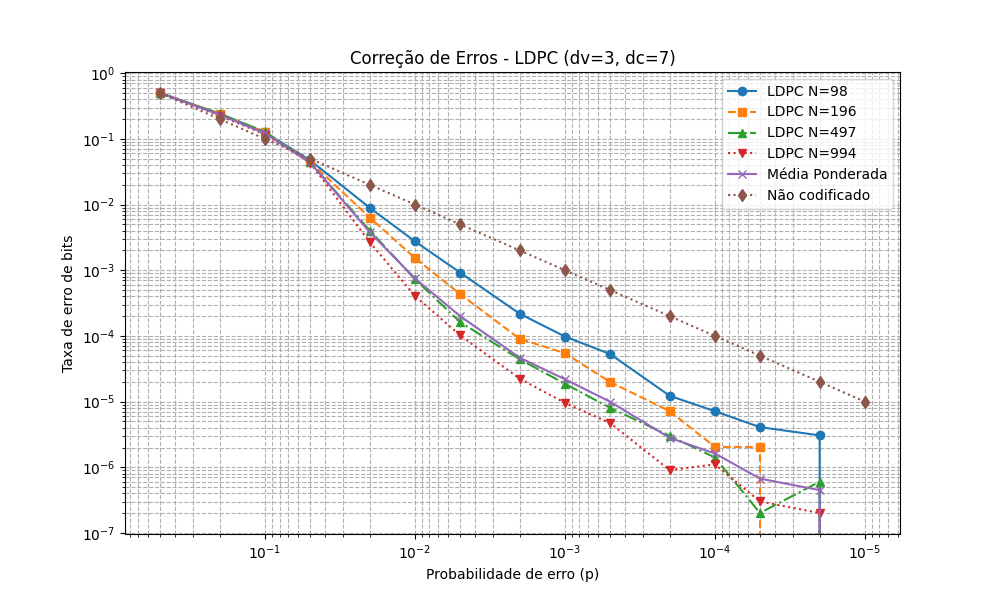 Correção de Erros - LDPC (dv=3, dc=7)
10⁰
10⁻¹
10⁻²
10⁻³
10⁻⁴
10⁻⁵
10⁻⁶
10⁻⁷
Taxa de erro de bits
LDPC N=98
LDPC N=196
LDPC N=497
LDPC N=994
Média Ponderada
Não codificado
10⁻¹
10⁻²
10⁻³
10⁻⁴
10⁻⁵
Probabilidade de erro (p)